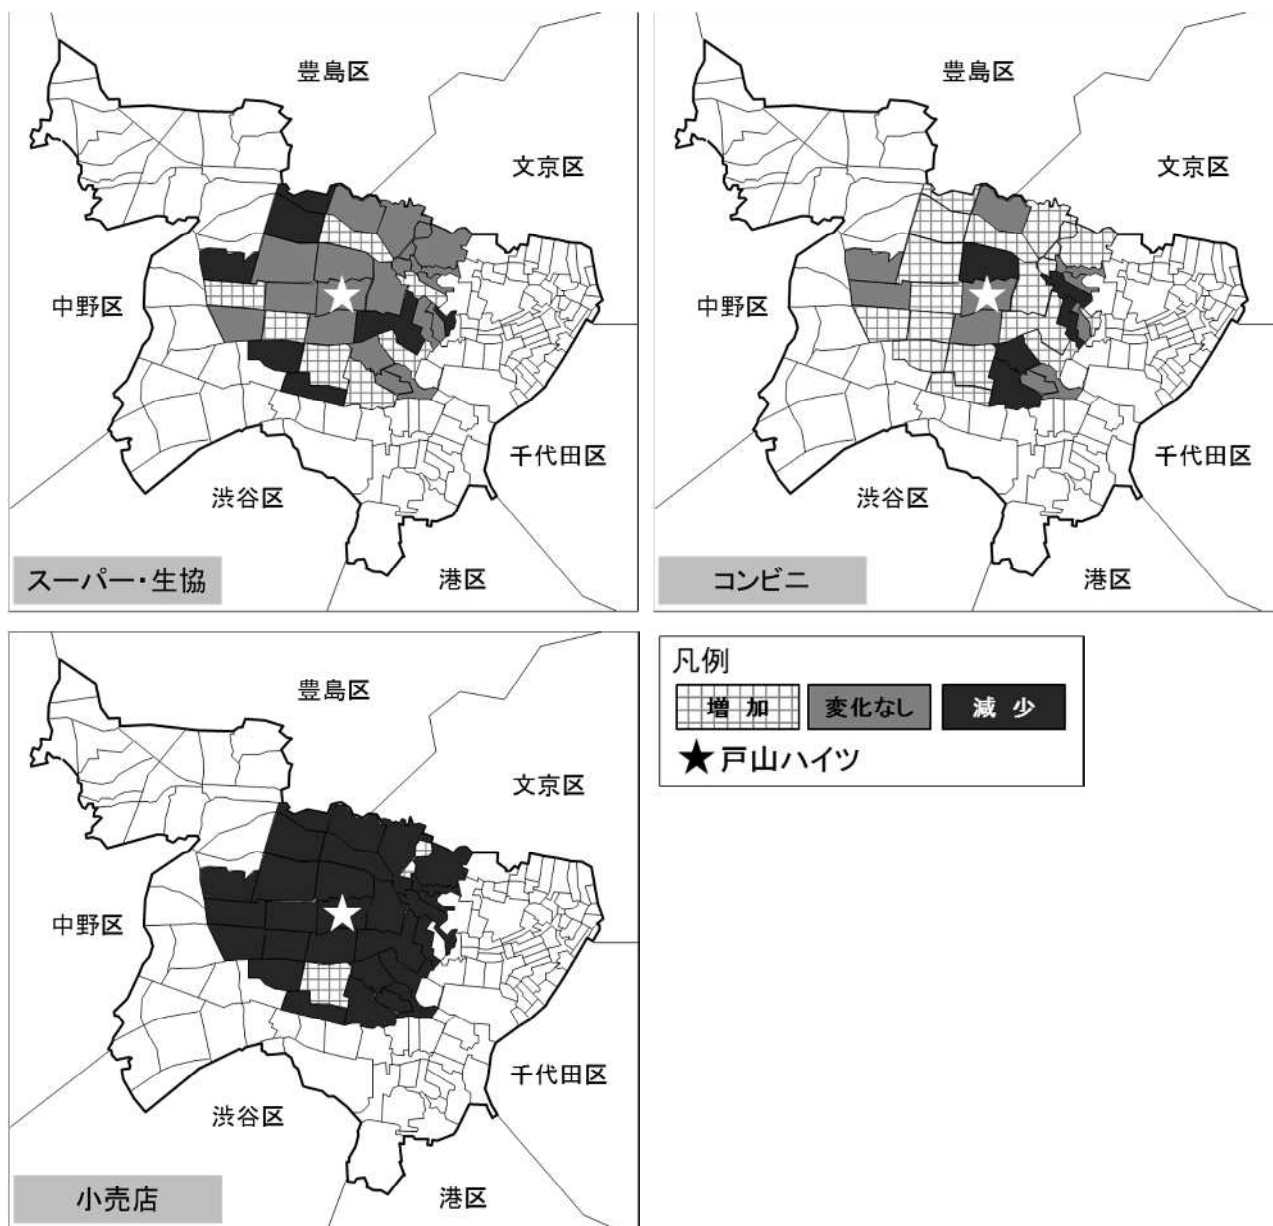 豊島区
文京区
中野区
千代田区
渋谷区
港区
スーパー・生協
豊島区
文京区
中野区
千代田区
渋谷区
港区
コンビニ
豊島区
文京区
中野区
千代田区
渋谷区
港区
小売店
凡例
増 加
変化なし
減 少
★戸山ハイツ